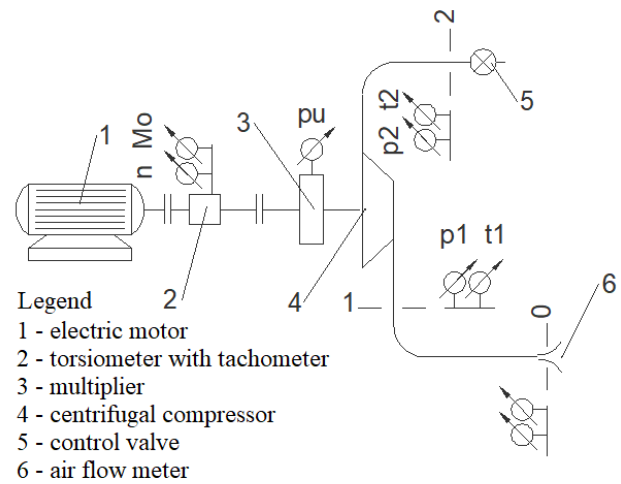 2
1
n
Mo
3
pu
p2
t2
5
2
4
1
p1 t1
0
6
Legend
1 - electric motor
2 - torsiometer with tachometer
3 - multiplier
4 - centrifugal compressor
5 - control valve
6 - air flow meter